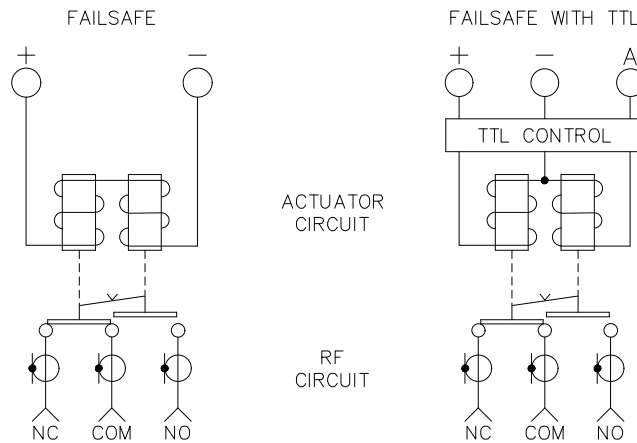 FAILSAFE
FAILSAFE WITH TTL
+ −
+ − A
TTL CONTROL
ACTUATOR
CIRCUIT
RF
CIRCUIT
NC COM NO
NC COM NO